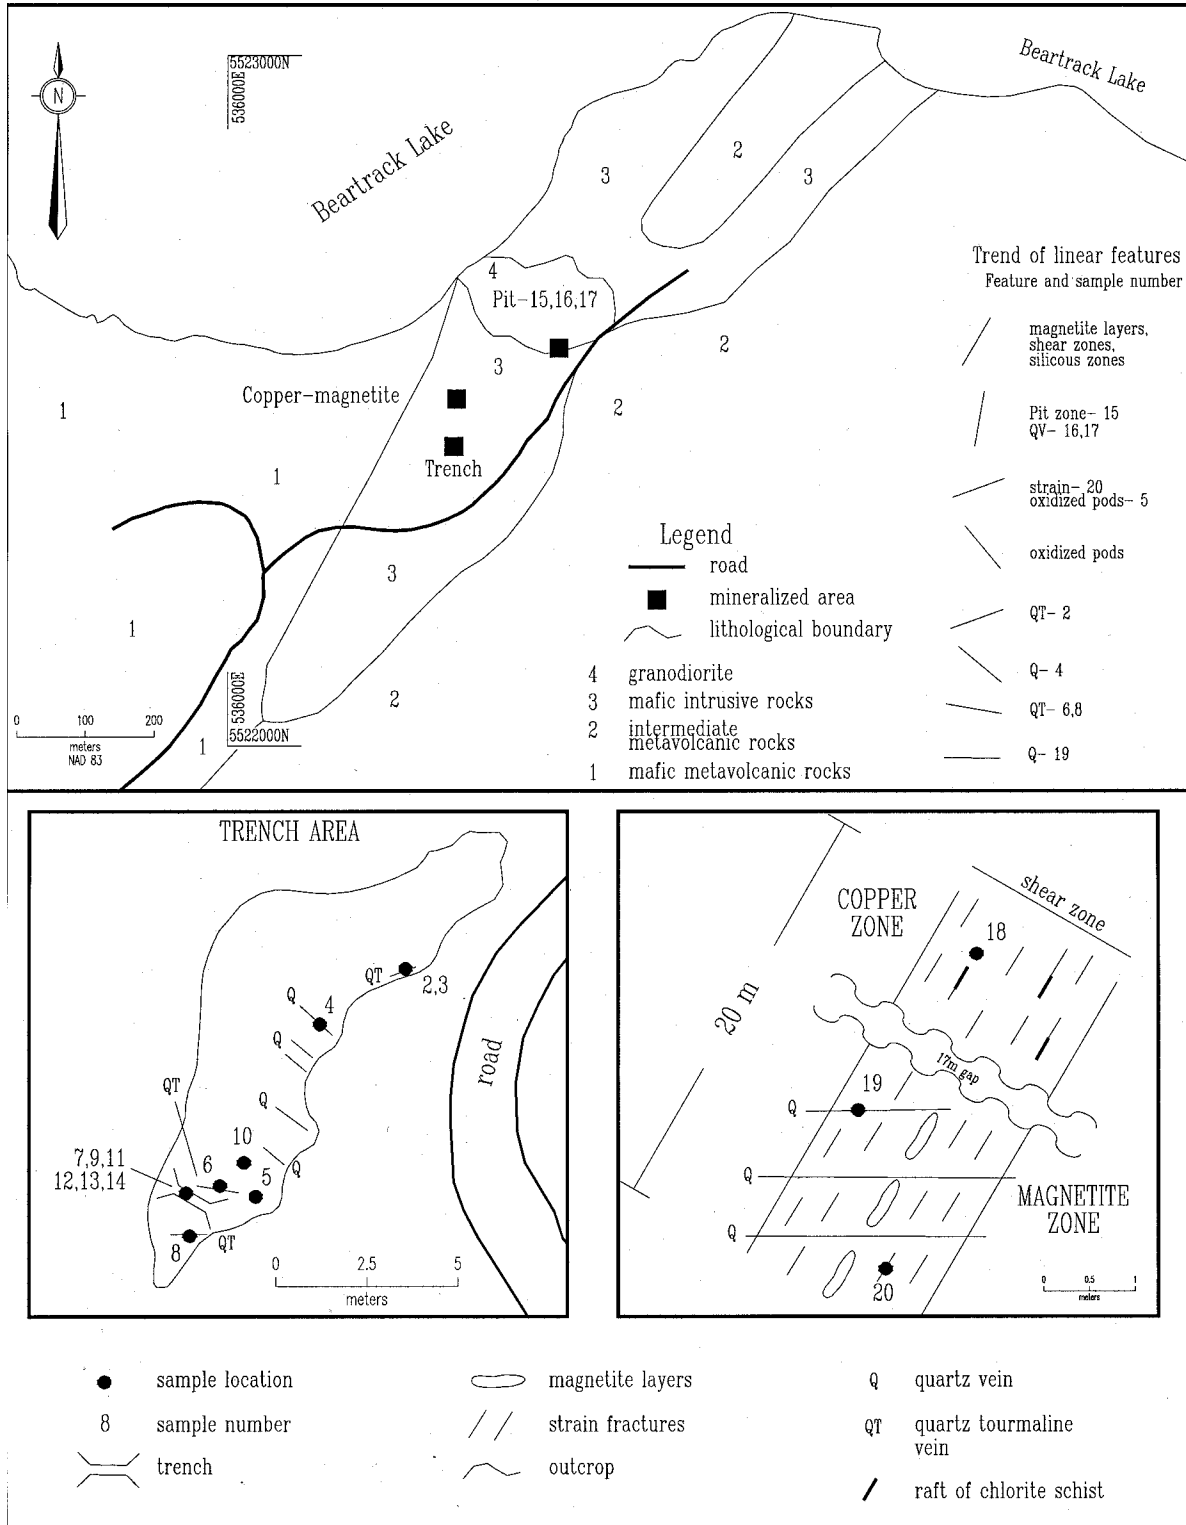 N
5523000N
536000E
Beartrack Lake
Beartrack Lake
2
3
3
4
Pit-15,16,17
3
2
2
1
Copper-magnetite
Trench
1
3
1
2
1
536000E
5522000N
0 100 200
meters
NAD 83
Legend
road
mineralized area
lithological boundary
4 granodiorite
3 mafic intrusive rocks
2 intermediate
metavolcanic rocks
1 mafic metavolcanic rocks
Trend of linear features
Feature and sample number
magnetite layers,
shear zones,
silicous zones
Pit zone- 15
QV- 16,17
strain- 20
oxidized pods- 5
oxidized pods
QT- 2
Q- 4
QT- 6,8
Q- 19
TRENCH AREA
QT
2,3
Q
4
Q
QT
Q
10
7,9,11
12,13,14
6
5
Q
8
QT
road
0 2.5 5
meters
COPPER
ZONE
shear zone
18
20 m
17m gap
19
Q
Q
MAGNETITE
ZONE
Q
20
0 0.5 1
meters
sample location
8 sample number
trench
magnetite layers
strain fractures
outcrop
Q quartz vein
QT quartz tourmaline
vein
raft of chlorite schist